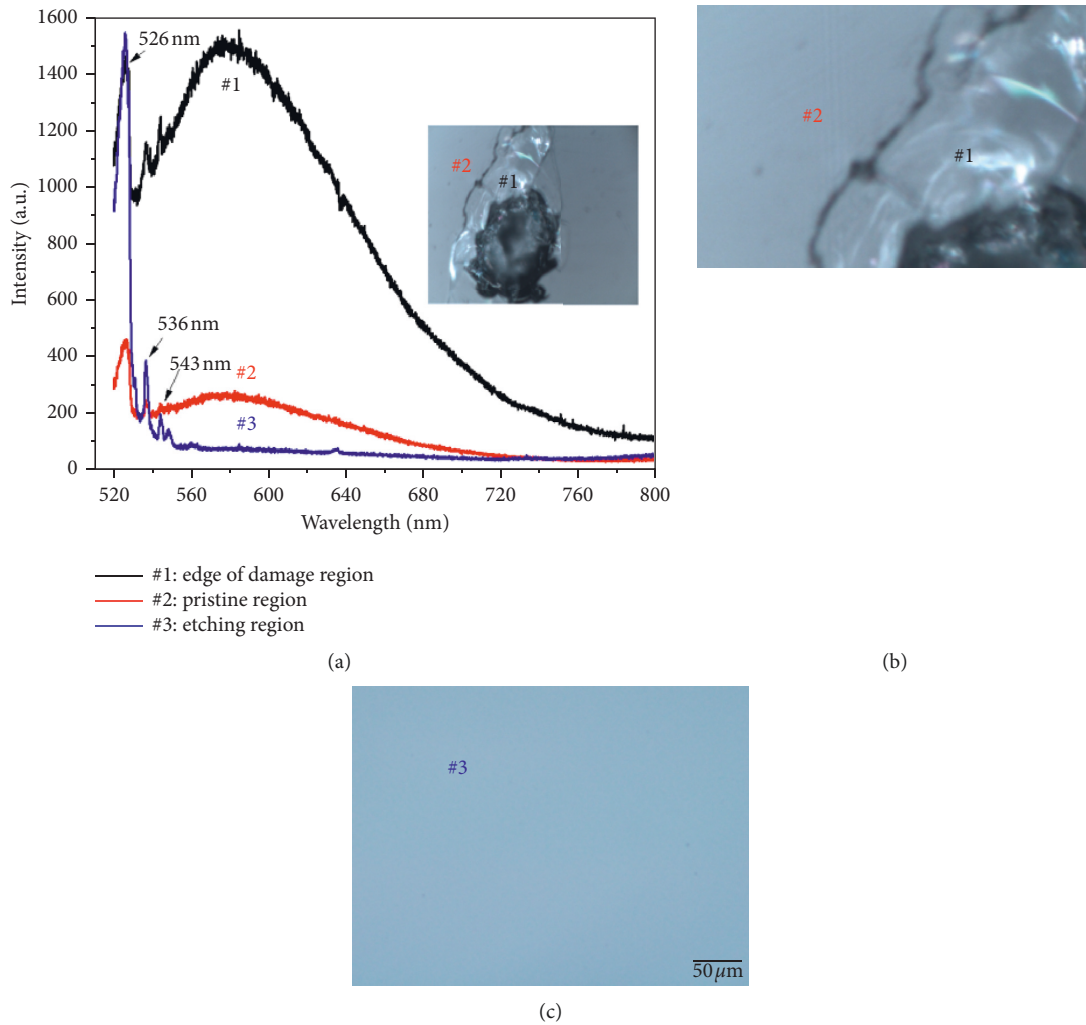 1600
1400
1200
1000
800
600
400
200
0
Intensity (a.u.)
526 nm
#1
#2
#1
536 nm
543 nm
#2
#3
520 560 600 640 680 720 760 800
Wavelength (nm)
#1: edge of damage region
#2: pristine region
#3: etching region
(a)
#2
#1
(b)
#3
50 μm
(c)